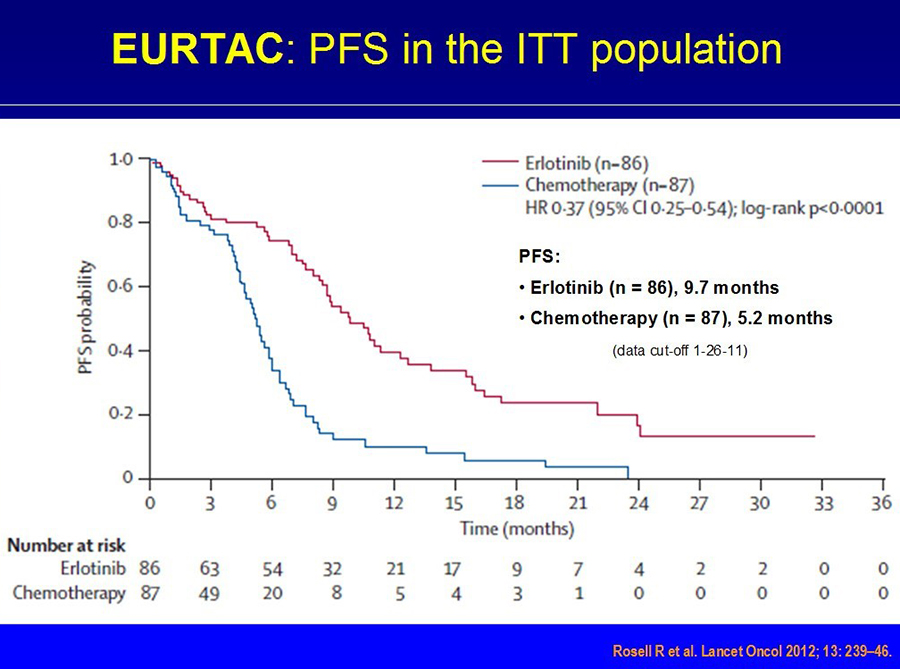 EURTAC: PFS in the ITT population
1·0
0·8
0·6
0·4
0·2
0
PFS probability
Erlotinib (n=86)
Chemotherapy (n=87)
HR 0·37 (95% CI 0·25–0·54); log-rank p<0·0001
PFS:
• Erlotinib (n = 86), 9.7 months
• Chemotherapy (n = 87), 5.2 months
(data cut-off 1-26-11)
0 3 6 9 12 15 18 21 24 27 30 33 36
Time (months)
Number at risk
Erlotinib 86 63 54 32 21 17 9 7 4 2 2 0 0
Chemotherapy 87 49 20 8 5 4 3 1 0 0 0 0 0
Rosell R et al. Lancet Oncol 2012; 13: 239–46.